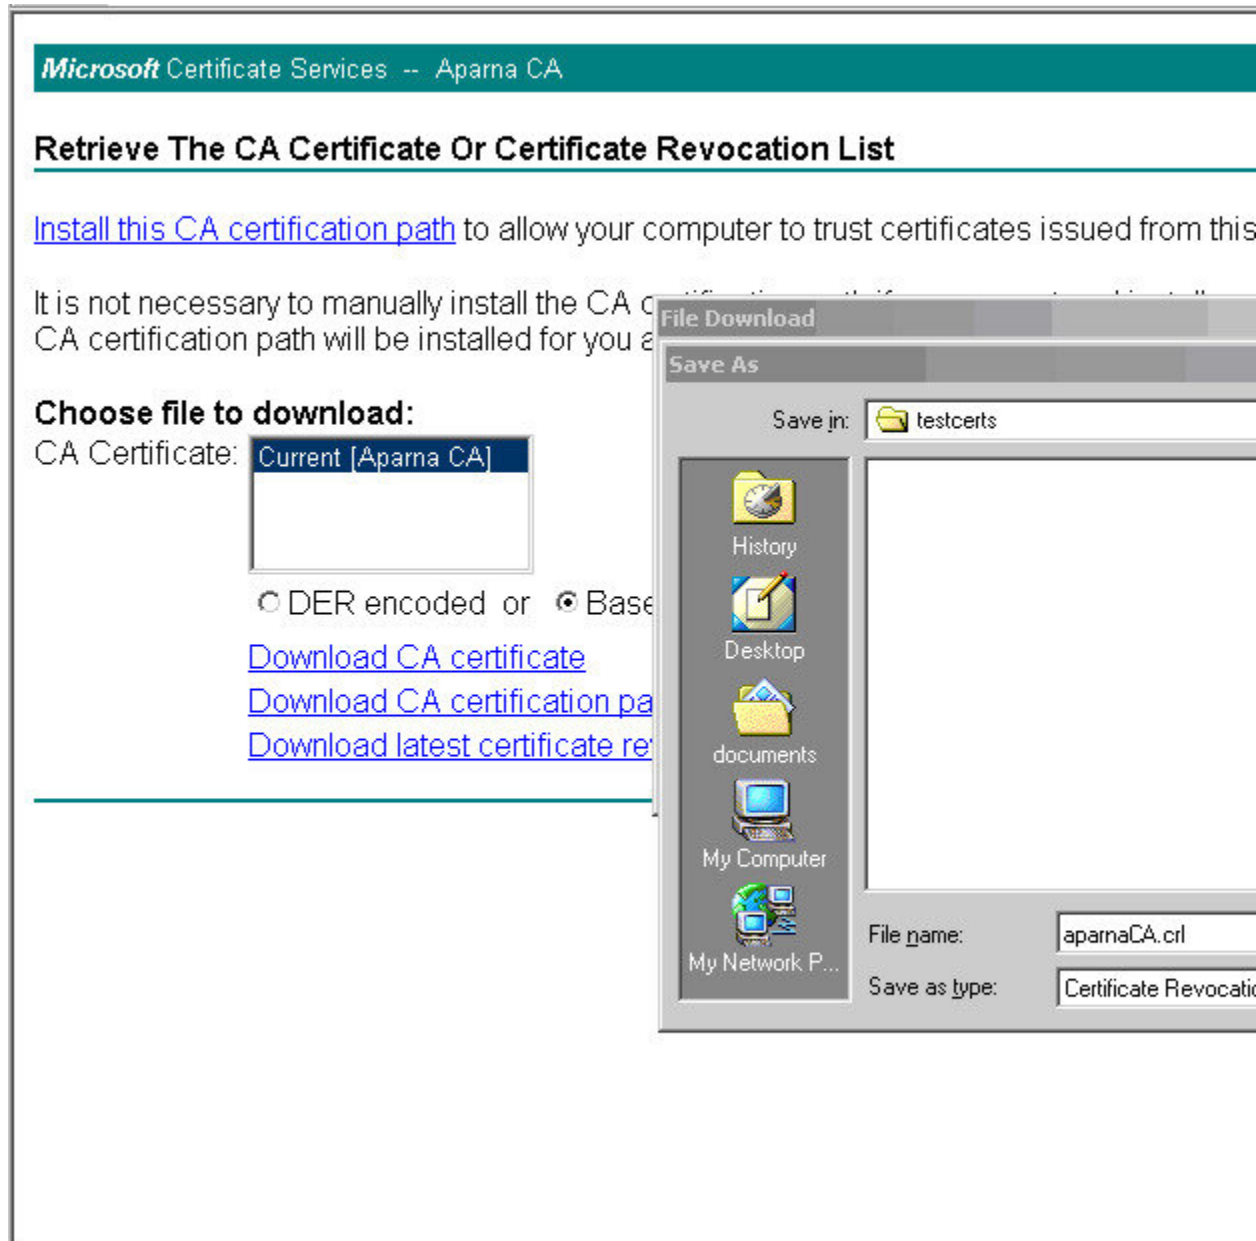 Microsoft Certificate Services -- Aparna CA
Retrieve The CA Certificate Or Certificate Revocation List
Install this CA certification path to allow your computer to trust certificates issued from this
It is not necessary to manually install the CA
CA certification path will be installed for you a
Choose file to download:
CA Certificate: Current [Aparna CA]
DER encoded or Base
Download CA certificate
Download CA certification pa
Download latest certificate re
File Download
Save As
Save in: testcerts
History
Desktop
documents
My Computer
My Network P...
File name: aparnaCA.crl
Save as type: Certificate Revocatio